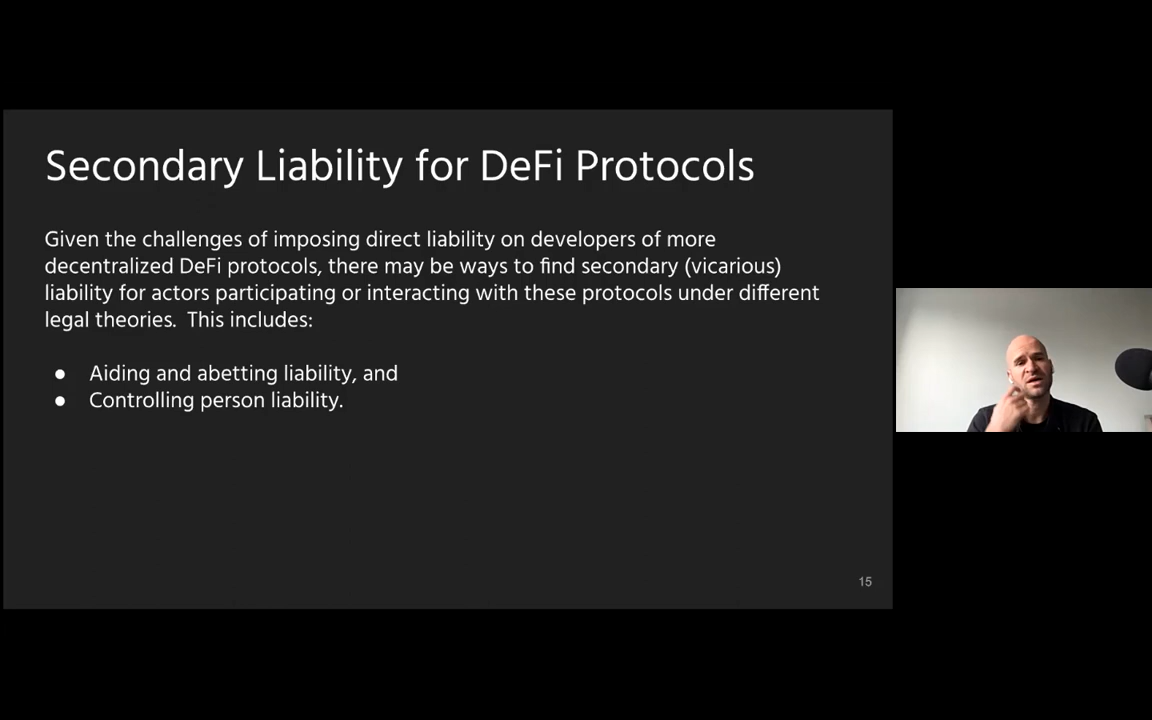 Secondary Liability for DeFi Protocols
Given the challenges of imposing direct liability on developers of more
decentralized DeFi protocols, there may be ways to find secondary (vicarious)
liability for actors participating or interacting with these protocols under different
legal theories.  This includes:
● Aiding and abetting liability, and
● Controlling person liability.
15